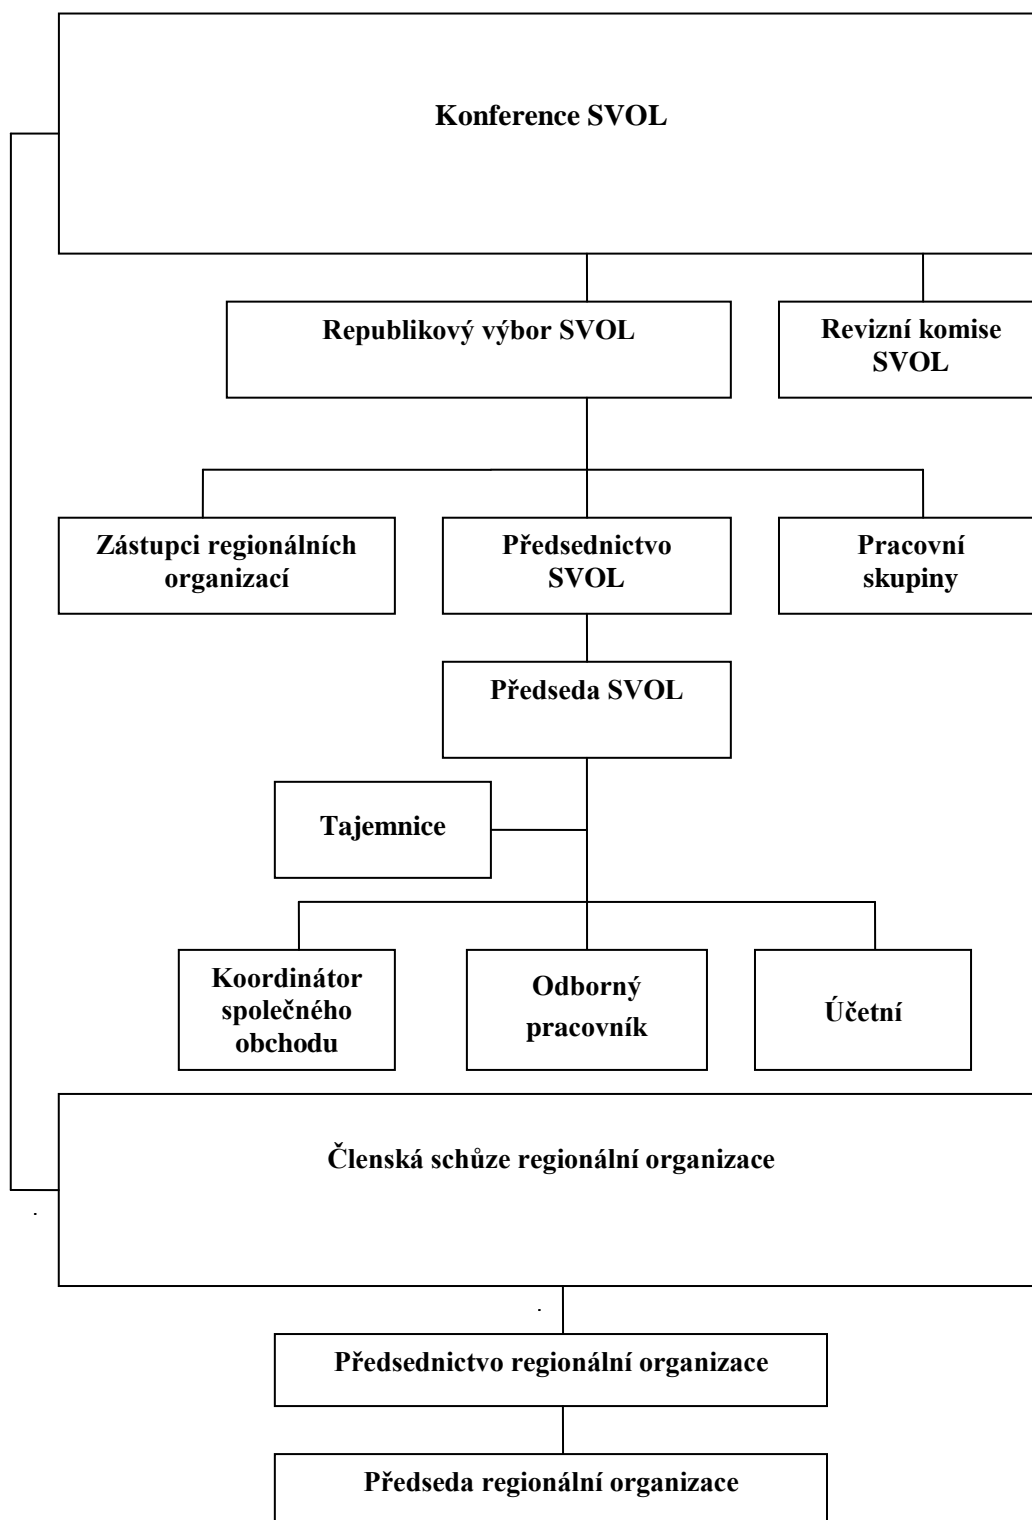 Konference SVOL
Republikový výbor SVOL
Revizní komise
SVOL
Zástupci regionálních
organizací
Předsednictvo
SVOL
Pracovní
skupiny
Předseda SVOL
Tajemnice
Koordinátor
společného
obchodu
Odborný
pracovník
Účetní
Členská schůze regionální organizace
Předsednictvo regionální organizace
Předseda regionální organizace